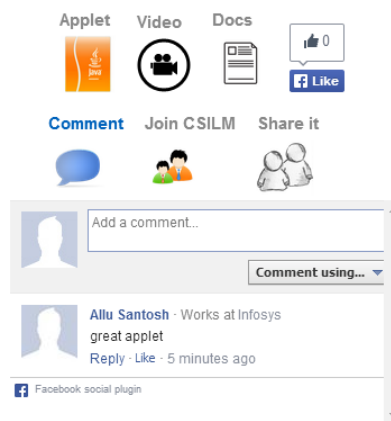 Applet Video Docs
Java
0
Like
Comment Join CSILM Share it
Add a comment...
Comment using...
Allu Santosh · Works at Infosys
great applet
Reply · Like · 5 minutes ago
Facebook social plugin